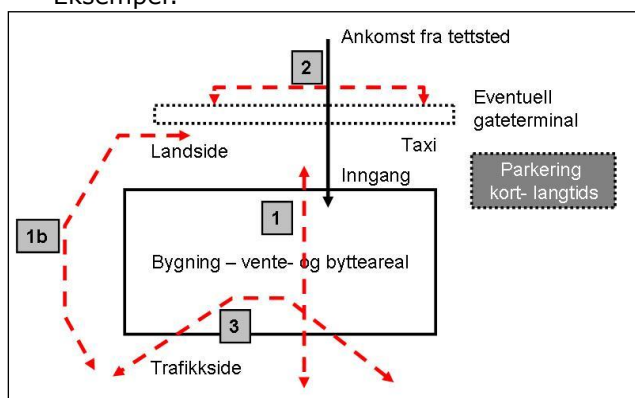 Eksempel:
Ankomst fra tettsted
2
Eventuell
gateterminal
Landside
Taxi
Parkering
kort- langtids
Inngang
1
1b
Bygning – vente- og bytteareal
3
Trafikkside